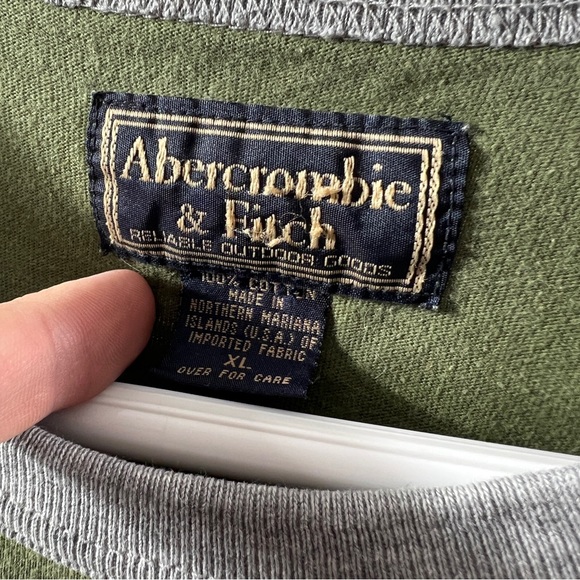 Abercrombie
& Fitch
RELIABLE OUTDOOR GOODS
100% COTTON
MADE IN
NORTHERN MARIANA
ISLANDS (U.S.A.) OF
IMPORTED FABRIC
XL
OVER FOR CARE